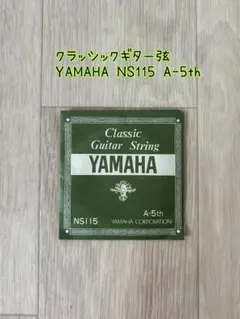 クラッシックギター弦
YAMAHA NS115 A-5th
Classic
Guitar String
YAMAHA
A-5th
NS115 YAMAHA CORPORATION